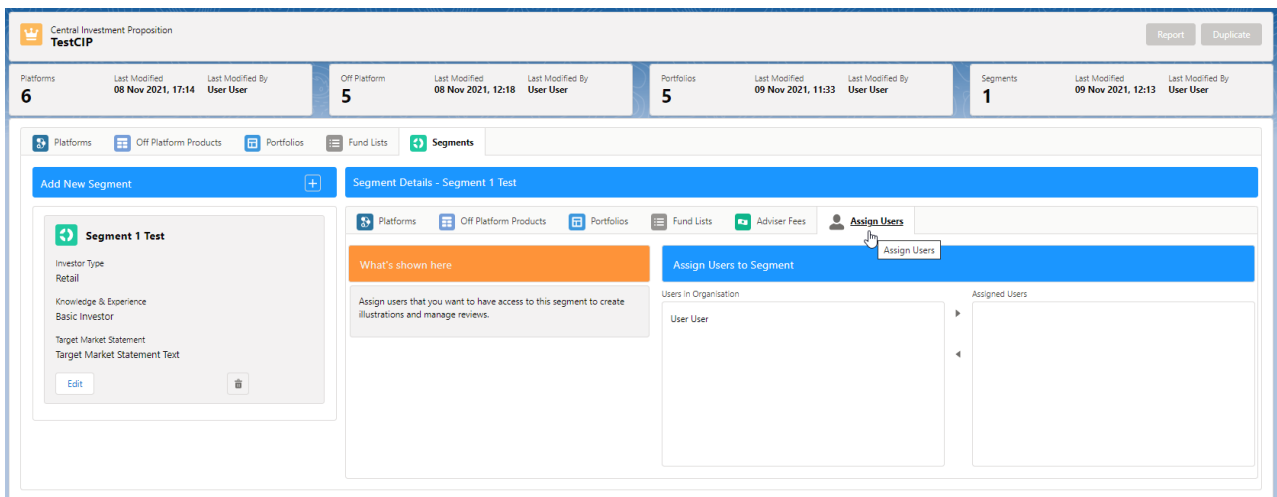 Central Investment Proposition
TestCIP
Report
Duplicate
Platforms
6
Last Modified
08 Nov 2021, 17:14
Last Modified By
User User
Off Platform
5
Last Modified
08 Nov 2021, 12:18
Last Modified By
User User
Portfolios
5
Last Modified
09 Nov 2021, 11:33
Last Modified By
User User
Segments
1
Last Modified
09 Nov 2021, 12:13
Last Modified By
User User
Platforms
Off Platform Products
Portfolios
Fund Lists
Segments
Add New Segment
Segment 1 Test
Investor Type
Retail
Knowledge & Experience
Basic Investor
Target Market Statement
Target Market Statement Text
Edit
Segment Details - Segment 1 Test
Platforms
Off Platform Products
Portfolios
Fund Lists
Adviser Fees
Assign Users
Assign Users
What's shown here
Assign users that you want to have access to this segment to create
illustrations and manage reviews.
Assign Users to Segment
Users in Organisation
User User
Assigned Users